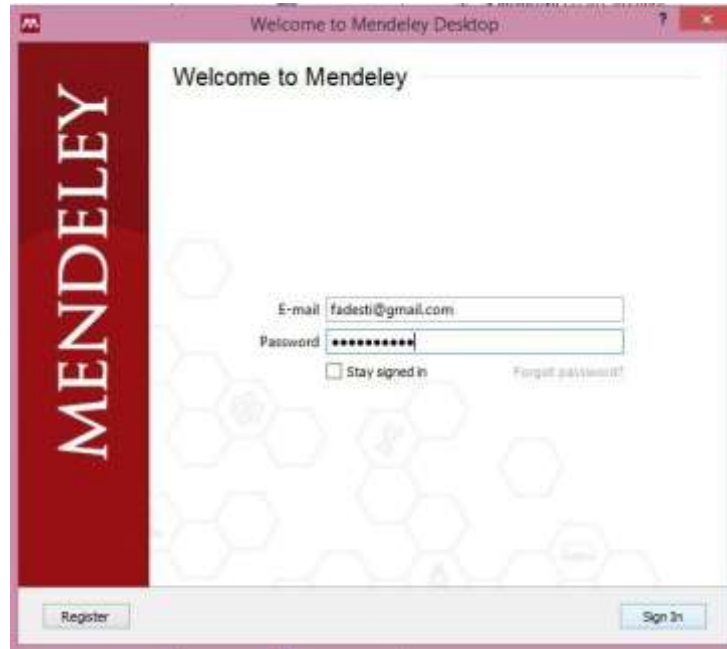 Welcome to Mendeley Desktop
?
MENDELEY
Welcome to Mendeley
E-mail fadesti@gmail.com
Password ●●●●●●●●●●
Stay signed in Forgot password?
Register Sign In